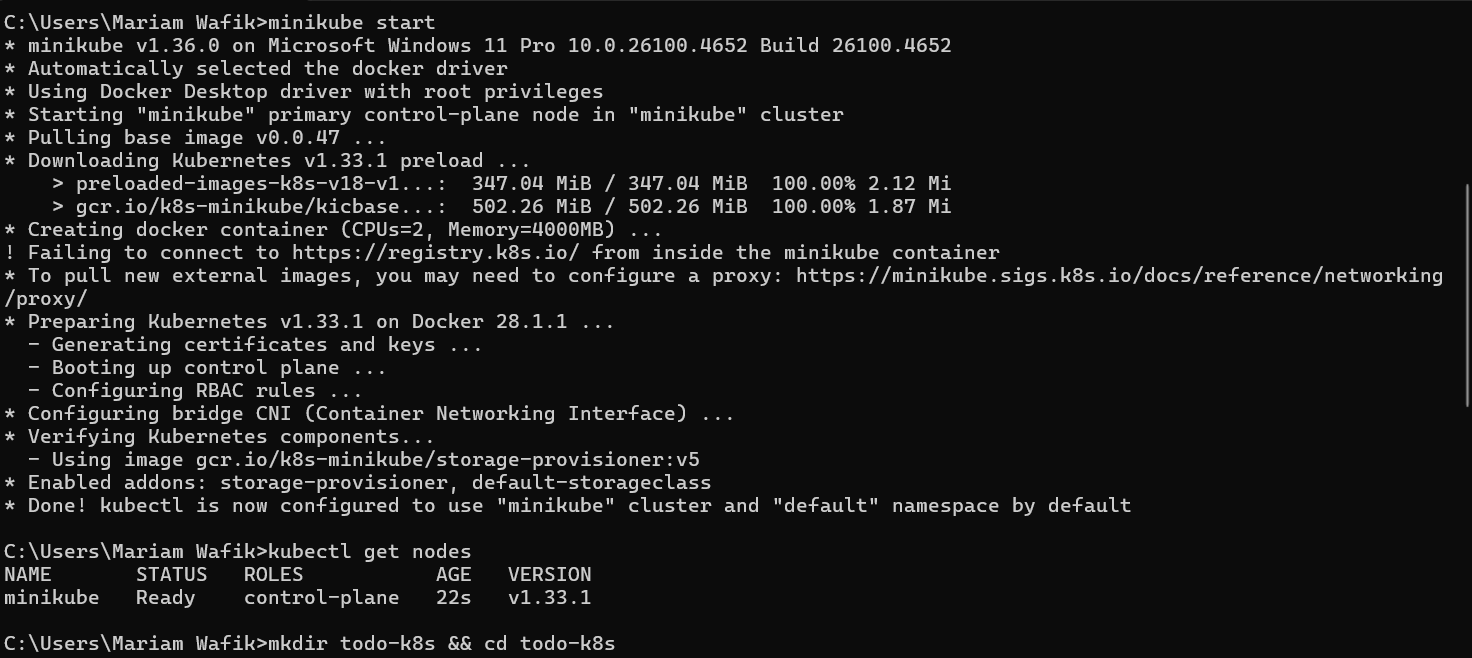 C:\Users\Mariam Wafik>minikube start
* minikube v1.36.0 on Microsoft Windows 11 Pro 10.0.26100.4652 Build 26100.4652
* Automatically selected the docker driver
* Using Docker Desktop driver with root privileges
* Starting "minikube" primary control-plane node in "minikube" cluster
* Pulling base image v0.0.47 ...
* Downloading Kubernetes v1.33.1 preload ...
    > preloaded-images-k8s-v18-v1...:  347.04 MiB / 347.04 MiB  100.00% 2.12 Mi
    > gcr.io/k8s-minikube/kicbase...:  502.26 MiB / 502.26 MiB  100.00% 1.87 Mi
* Creating docker container (CPUs=2, Memory=4000MB) ...
! Failing to connect to https://registry.k8s.io/ from inside the minikube container
* To pull new external images, you may need to configure a proxy: https://minikube.sigs.k8s.io/docs/reference/networking
/proxy/
* Preparing Kubernetes v1.33.1 on Docker 28.1.1 ...
  - Generating certificates and keys ...
  - Booting up control plane ...
  - Configuring RBAC rules ...
* Configuring bridge CNI (Container Networking Interface) ...
* Verifying Kubernetes components...
  - Using image gcr.io/k8s-minikube/storage-provisioner:v5
* Enabled addons: storage-provisioner, default-storageclass
* Done! kubectl is now configured to use "minikube" cluster and "default" namespace by default
C:\Users\Mariam Wafik>kubectl get nodes
NAME       STATUS   ROLES           AGE   VERSION
minikube   Ready    control-plane   22s   v1.33.1
C:\Users\Mariam Wafik>mkdir todo-k8s && cd todo-k8s